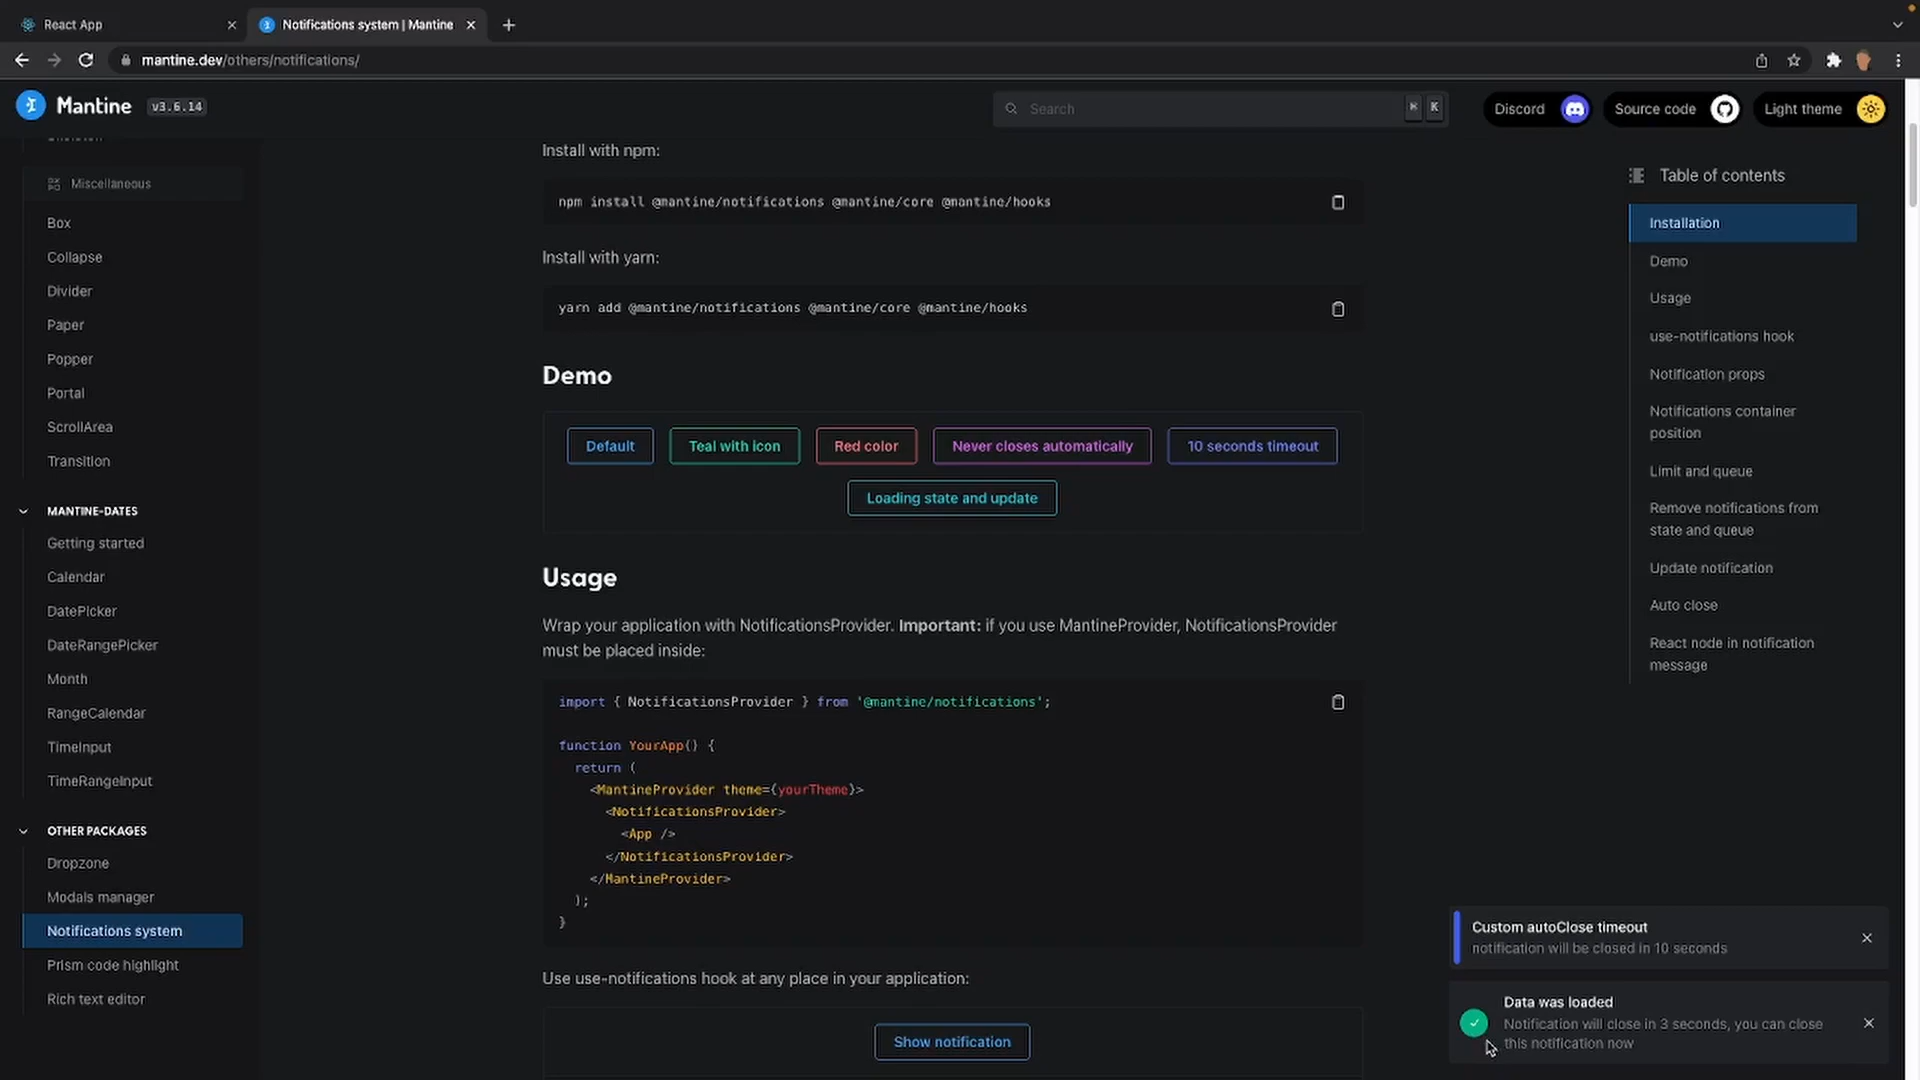 React App
Notifications system | Mantine
mantine.dev/others/notifications/
Mantine
v3.6.14
Search
⌘ K
Discord
Source code
Light theme
Skeleton
Miscellaneous
Box
Collapse
Divider
Paper
Popper
Portal
ScrollArea
Transition
MANTINE-DATES
Getting started
Calendar
DatePicker
DateRangePicker
Month
RangeCalendar
TimeInput
TimeRangeInput
OTHER PACKAGES
Dropzone
Modals manager
Notifications system
Prism code highlight
Rich text editor
Install with npm:
npm install @mantine/notifications @mantine/core @mantine/hooks
Install with yarn:
yarn add @mantine/notifications @mantine/core @mantine/hooks
Demo
Default
Teal with icon
Red color
Never closes automatically
10 seconds timeout
Loading state and update
Usage
Wrap your application with NotificationsProvider. Important: if you use MantineProvider, NotificationsProvider
must be placed inside:
import { NotificationsProvider } from '@mantine/notifications';
function YourApp() {
return (
<MantineProvider theme={yourTheme}>
<NotificationsProvider>
<App />
</NotificationsProvider>
</MantineProvider>
);
}
Use use-notifications hook at any place in your application:
Show notification
Table of contents
Installation
Demo
Usage
use-notifications hook
Notification props
Notifications container
position
Limit and queue
Remove notifications from
state and queue
Update notification
Auto close
React node in notification
message
Custom autoClose timeout
notification will be closed in 10 seconds
Data was loaded
Notification will close in 3 seconds, you can close
this notification now